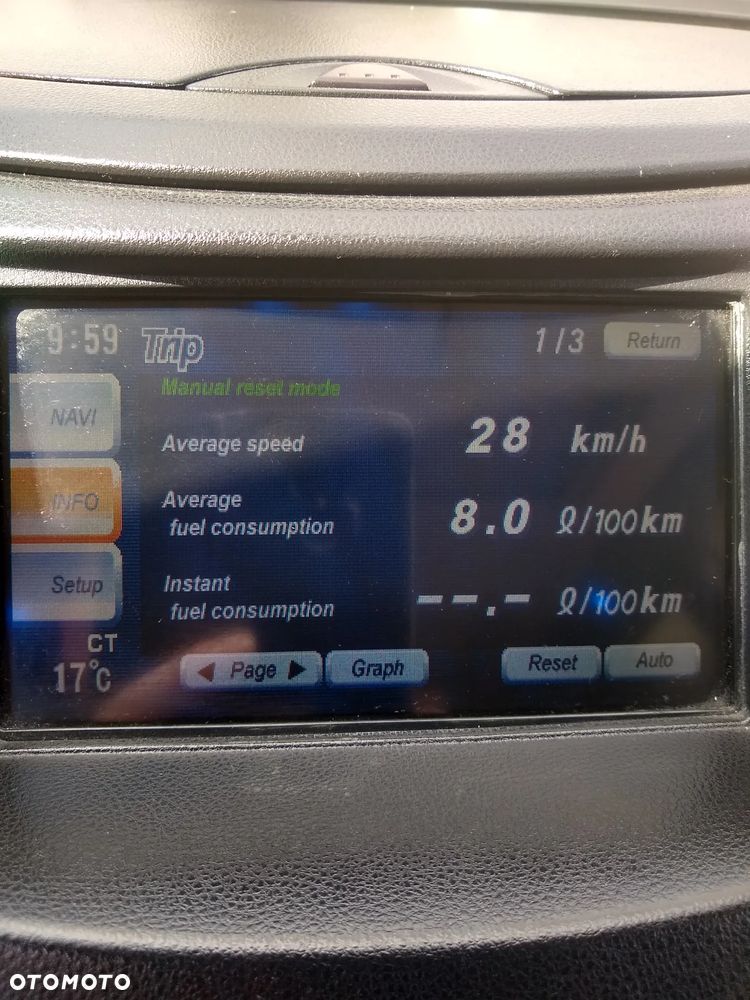 9:59 Trip 1/3 Return
Manual reset mode
NAVI
Average speed 28 km/h
INFO
Average
fuel consumption 8.0 ℓ/100km
Setup
Instant
fuel consumption --.- ℓ/100km
CT
17°C
◀ Page ▶ Graph Reset Auto
OTOMOTO